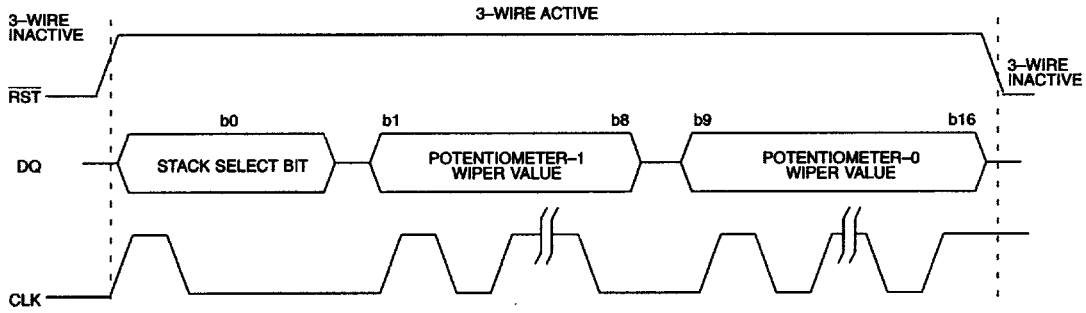 3–WIRE
INACTIVE
3–WIRE ACTIVE
3–WIRE
INACTIVE
RST
b0
b1
b8
b9
b16
DQ
STACK SELECT BIT
POTENTIOMETER–1
WIPER VALUE
POTENTIOMETER–0
WIPER VALUE
CLK